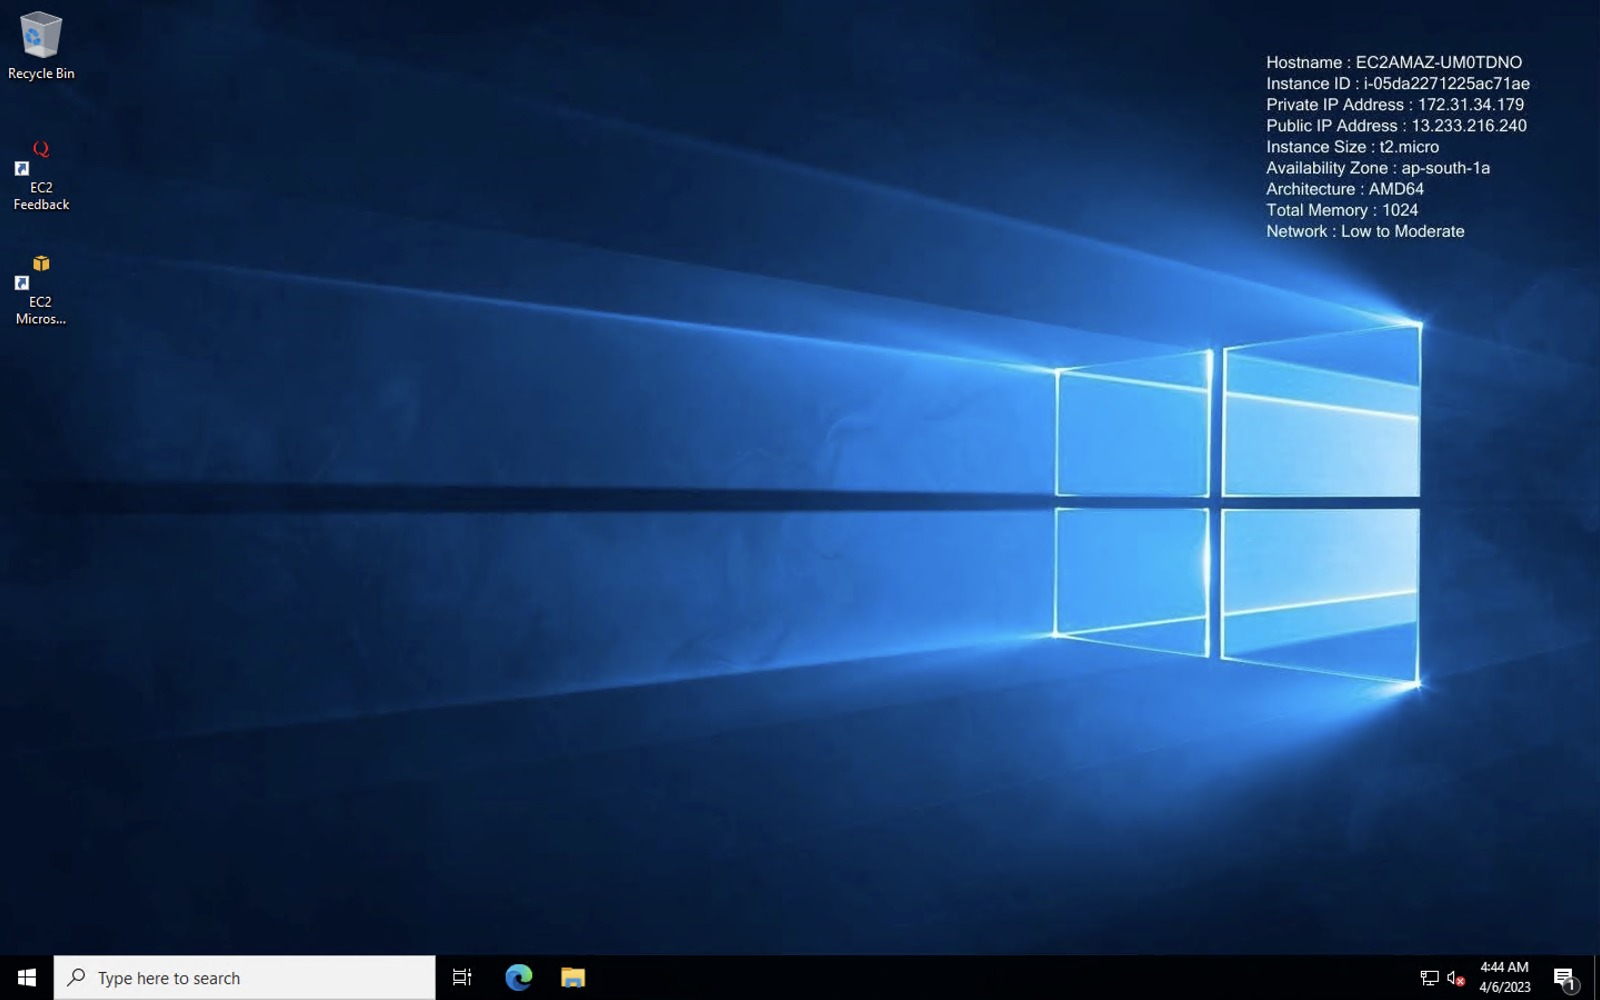 Recycle Bin
EC2
Feedback
EC2
Micros...
Hostname : EC2AMAZ-UM0TDNO
Instance ID : i-05da2271225ac71ae
Private IP Address : 172.31.34.179
Public IP Address : 13.233.216.240
Instance Size : t2.micro
Availability Zone : ap-south-1a
Architecture : AMD64
Total Memory : 1024
Network : Low to Moderate
Type here to search
4:44 AM
4/6/2023
1